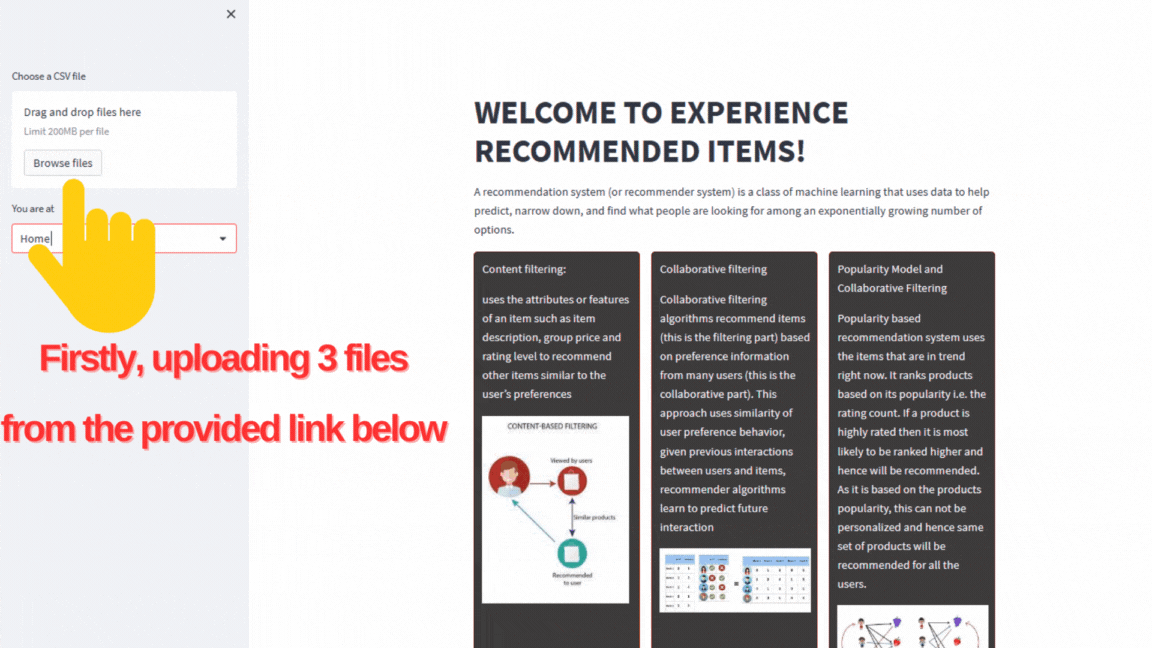 ×
Choose a CSV file
Drag and drop files here
Limit 200MB per file
Browse files
You are at
Home
Firstly, uploading 3 files
from the provided link below
WELCOME TO EXPERIENCE
RECOMMENDED ITEMS!
A recommendation system (or recommender system) is a class of machine learning that uses data to help
predict, narrow down, and find what people are looking for among an exponentially growing number of
options.
Content filtering:
uses the attributes or features
of an item such as item
description, group price and
rating level to recommend
other items similar to the
user's preferences
CONTENT-BASED FILTERING
Viewed by users
Similar products
Recommended
to user
Collaborative filtering
Collaborative filtering
algorithms recommend items
(this is the filtering part) based
on preference information
from many users (this is the
collaborative part). This
approach uses similarity of
user preference behavior,
given previous interactions
between users and items,
recommender algorithms
learn to predict future
interaction
Popularity Model and
Collaborative Filtering
Popularity based
recommendation system uses
the items that are in trend
right now. It ranks products
based on its popularity i.e. the
rating count. If a product is
highly rated then it is most
likely to be ranked higher and
hence will be recommended.
As it is based on the products
popularity, this can not be
personalized and hence same
set of products will be
recommended for all the
users.